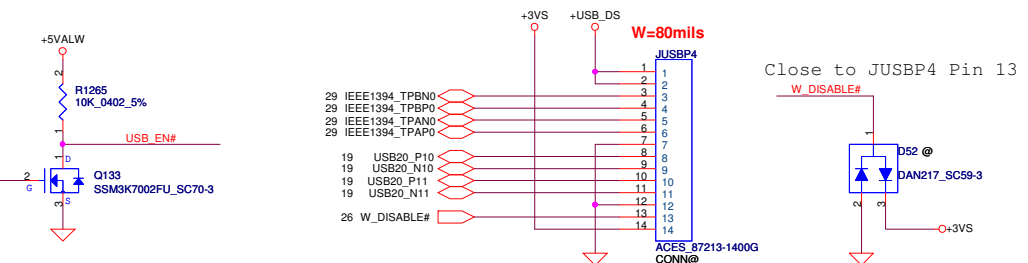 +5VALW
2
R1265
10K_0402_5%
1
USB_EN#
1
D
2
G
Q133
SSM3K7002FU_SC70-3
S
3
+3VS
+USB_DS
W=80mils
JUSBP4
1 1
2 2
29 IEEE1394_TPBN0 3 3
29 IEEE1394_TPBP0 4 4
29 IEEE1394_TPAN0 5 5
29 IEEE1394_TPAP0 6 6
7 7
19 USB20_P10 8 8
19 USB20_N10 9 9
19 USB20_P11 10 10
19 USB20_N11 11 11
12 12
26 W_DISABLE# 13 13
14 14
ACES_87213-1400G
CONN@
Close to JUSBP4 Pin 13
W_DISABLE#
1
D52 @
DAN217_SC59-3
2
3
+3VS